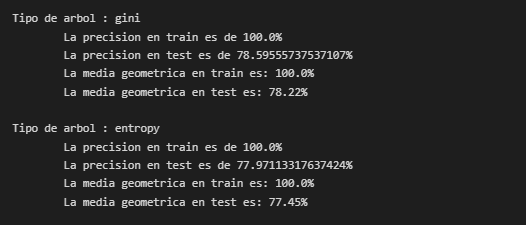 Tipo de arbol : gini
La precision en train es de 100.0%
La precision en test es de 78.59555737537107%
La media geometrica en train es: 100.0%
La media geometrica en test es: 78.22%
Tipo de arbol : entropy
La precision en train es de 100.0%
La precision en test es de 77.97113317637424%
La media geometrica en train es: 100.0%
La media geometrica en test es: 77.45%